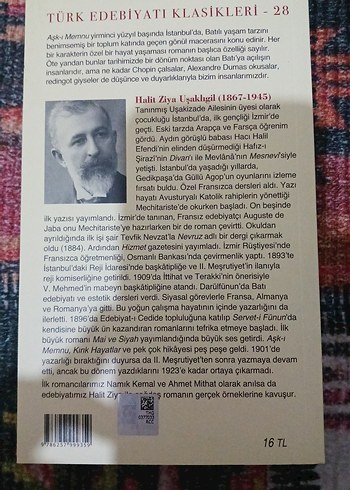 TÜRK EDEBİYATI KLASİKLERİ - 28
Aşk-ı Memnu yirminci yüzyıl başında İstanbul'da, Batılı yaşam tarzını
benimsemiş bir toplum katında geçen gönül macerasını konu edinir. Her
bir karakterin özel bir hayat yaşaması romanın başlıca özelliği sayılır.
Öte yandan bunlar tarihimizde bir dönüm noktası olan Batı'ya açılışın
insanlarıdır, ama ne kadar Chopin çalsalar, Alexandre Dumas okusalar,
redingot giyseler de düşünce ve duyarlıklarıyla bizim insanlarımızdır.
Halit Ziya Uşaklıgil (1867-1945)
Tanınmış Uşakizade Ailesinin üyesi olarak
çocukluğu İstanbul'da, ilk gençliği İzmir'de
geçti. Eski tarzda Arapça ve Farsça öğrenim
gördü. Aydın görüşlü babası Hacı Halil
Efendi'nin elinden düşürmediği Hafız-ı
Şirazî'nin Divan'ı ile Mevlâna'nın Mesnevi'siyle
yetişti. İstanbul'da yaşadığı yıllarda,
Gedikpaşa'da Güllü Agop'un oyunlarını izleme
fırsatı buldu. Özel Fransızca dersleri aldı. Yazı
hayatı Avusturyalı Katolik rahiplerin yönettiği
Mechitariste'de okurken başladı. On beşinde
ilk yazısı yayımlandı. İzmir'de tanınan, Fransız edebiyatçı Auguste de
Jaba onu Mechitariste'ye hazırlarken bir de roman çevirtti. Okuldan
ayrıldığında ilk işi şair Tevfik Nevzat'la Nevruz adlı bir dergi çıkarmak
oldu (1884). Ardından Hizmet gazetesini yayımladı. İzmir Rüştiyesi'nde
Fransızca öğretmenliği, Osmanlı Bankası'nda çevirmenlik yaptı. 1893'te
İstanbul'daki Reji İdaresi'nde başkâtipliğe ve II. Meşrutiyet'in ilanıyla
reji komiserliğine getirildi. 1909'da İttihat ve Terakki'nin önerisiyle
V. Mehmed'in mabeyn başkâtipliğine atandı. Darülfünun'da Batı
edebiyatı ve estetik dersleri verdi. Siyasal görevlerle Fransa, Almanya
ve Romanya'ya gitti. Bu yoğun çalışma hayatının içinde yazarlığını da
ilerletti. 1896'da Edebiyat-ı Cedide topluluğuna katılıp Servet-i Fünun'da
kendisine büyük ün kazandıran romanlarını tefrika etmeye başladı. İlk
büyük romanı Mai ve Siyah yayımlandığında büyük ses getirdi. Aşk-ı
Memnu, Kırık Hayatlar ve pek çok hikâyesi peş peşe geldi. 1901'de
yazarlığı bıraktığını duyursa da II. Meşrutiyet'ten sonra yazmaya devam
etti, ancak bu dönem yazdıklarını 1923'e kadar ortaya çıkarmadı.
İlk romancılarımız Namık Kemal ve Ahmet Mithat olarak anılsa da
edebiyatımız Halit Ziya ile romanın gerçek örneklerine kavuşur.
16 TL